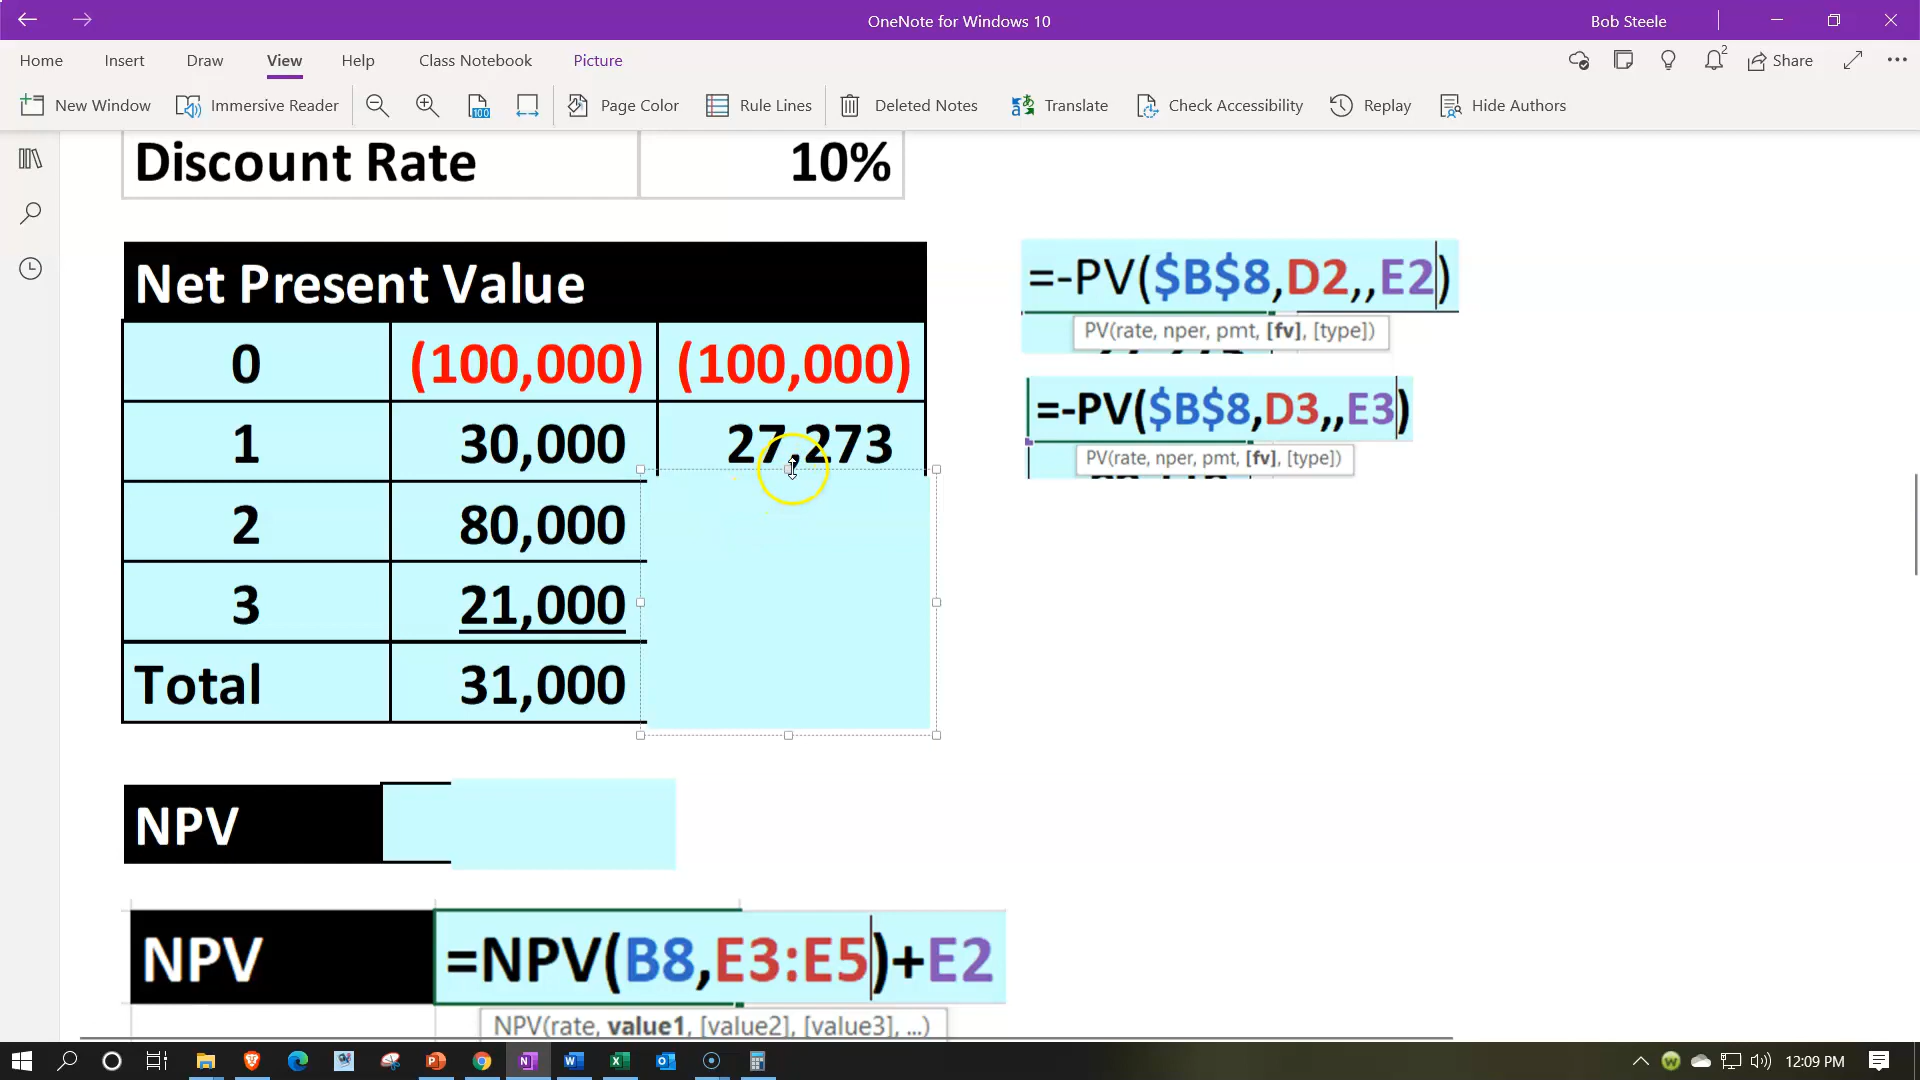 OneNote for Windows 10
Bob Steele
Home Insert Draw View Help Class Notebook Picture
2
Share
New Window Immersive Reader 100 Page Color Rule Lines Deleted Notes Translate Check Accessibility Replay Hide Authors
Discount Rate 10%
Net Present Value
0 (100,000) (100,000)
1 30,000 27,273
2 80,000
3 21,000
Total 31,000
=-PV($B$8,D2,,E2)
PV(rate, nper, pmt, [fv], [type])
=-PV($B$8,D3,,E3)
PV(rate, nper, pmt, [fv], [type])
NPV
NPV =NPV(B8,E3:E5)+E2
NPV(rate, value1, [value2], [value3], ...)
12:09 PM